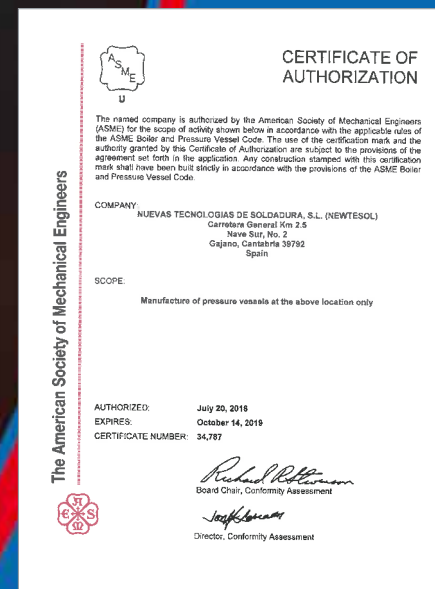 ASME
U
CERTIFICATE OF
AUTHORIZATION
The named company is authorized by the American Society of Mechanical Engineers
(ASME) for the scope of activity shown below in accordance with the applicable rules of
the ASME Boiler and Pressure Vessel Code. The use of the certification mark and the
authority granted by this Certificate of Authorization are subject to the provisions of the
agreement set forth in the application. Any construction stamped with this certification
mark shall have been built strictly in accordance with the provisions of the ASME Boiler
and Pressure Vessel Code.
COMPANY:
NUEVAS TECNOLOGIAS DE SOLDADURA, S.L. (NEWTESOL)
Carretera General Km 2.5
Nave Sur, No. 2
Gajano, Cantabria 39792
Spain
SCOPE:
Manufacture of pressure vessels at the above location only
AUTHORIZED: July 20, 2016
EXPIRES: October 14, 2019
CERTIFICATE NUMBER: 34,787
Board Chair, Conformity Assessment
Director, Conformity Assessment
The American Society of Mechanical Engineers